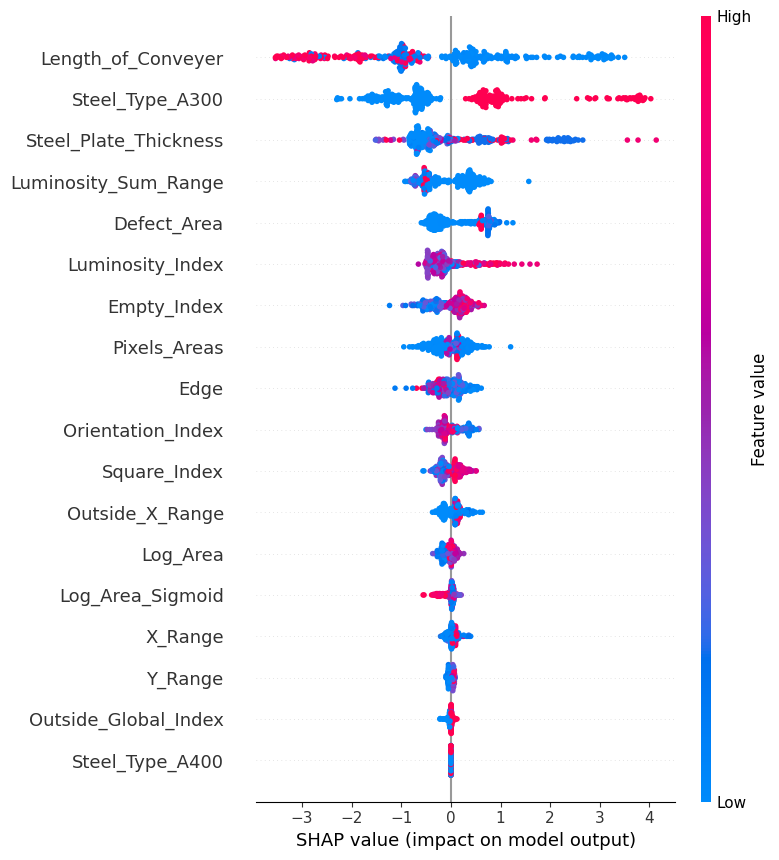 High
Length_of_Conveyer
Steel_Type_A300
Steel_Plate_Thickness
Luminosity_Sum_Range
Defect_Area
Luminosity_Index
Empty_Index
Pixels_Areas
Edge
Orientation_Index
Square_Index
Outside_X_Range
Log_Area
Log_Area_Sigmoid
X_Range
Y_Range
Outside_Global_Index
Steel_Type_A400
Feature value
Low
−3 −2 −1 0 1 2 3 4
SHAP value (impact on model output)